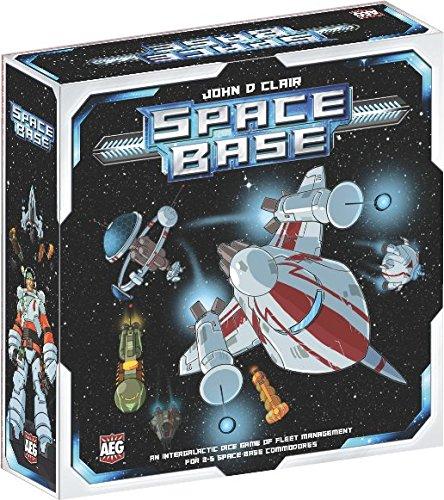 JOHN D CLAIR
SPACE
BASE
AN INTERGALACTIC DICE GAME OF FLEET MANAGEMENT
FOR 2-5 SPACE BASE COMMODORES
AEG
SPACE
BASE
AEG